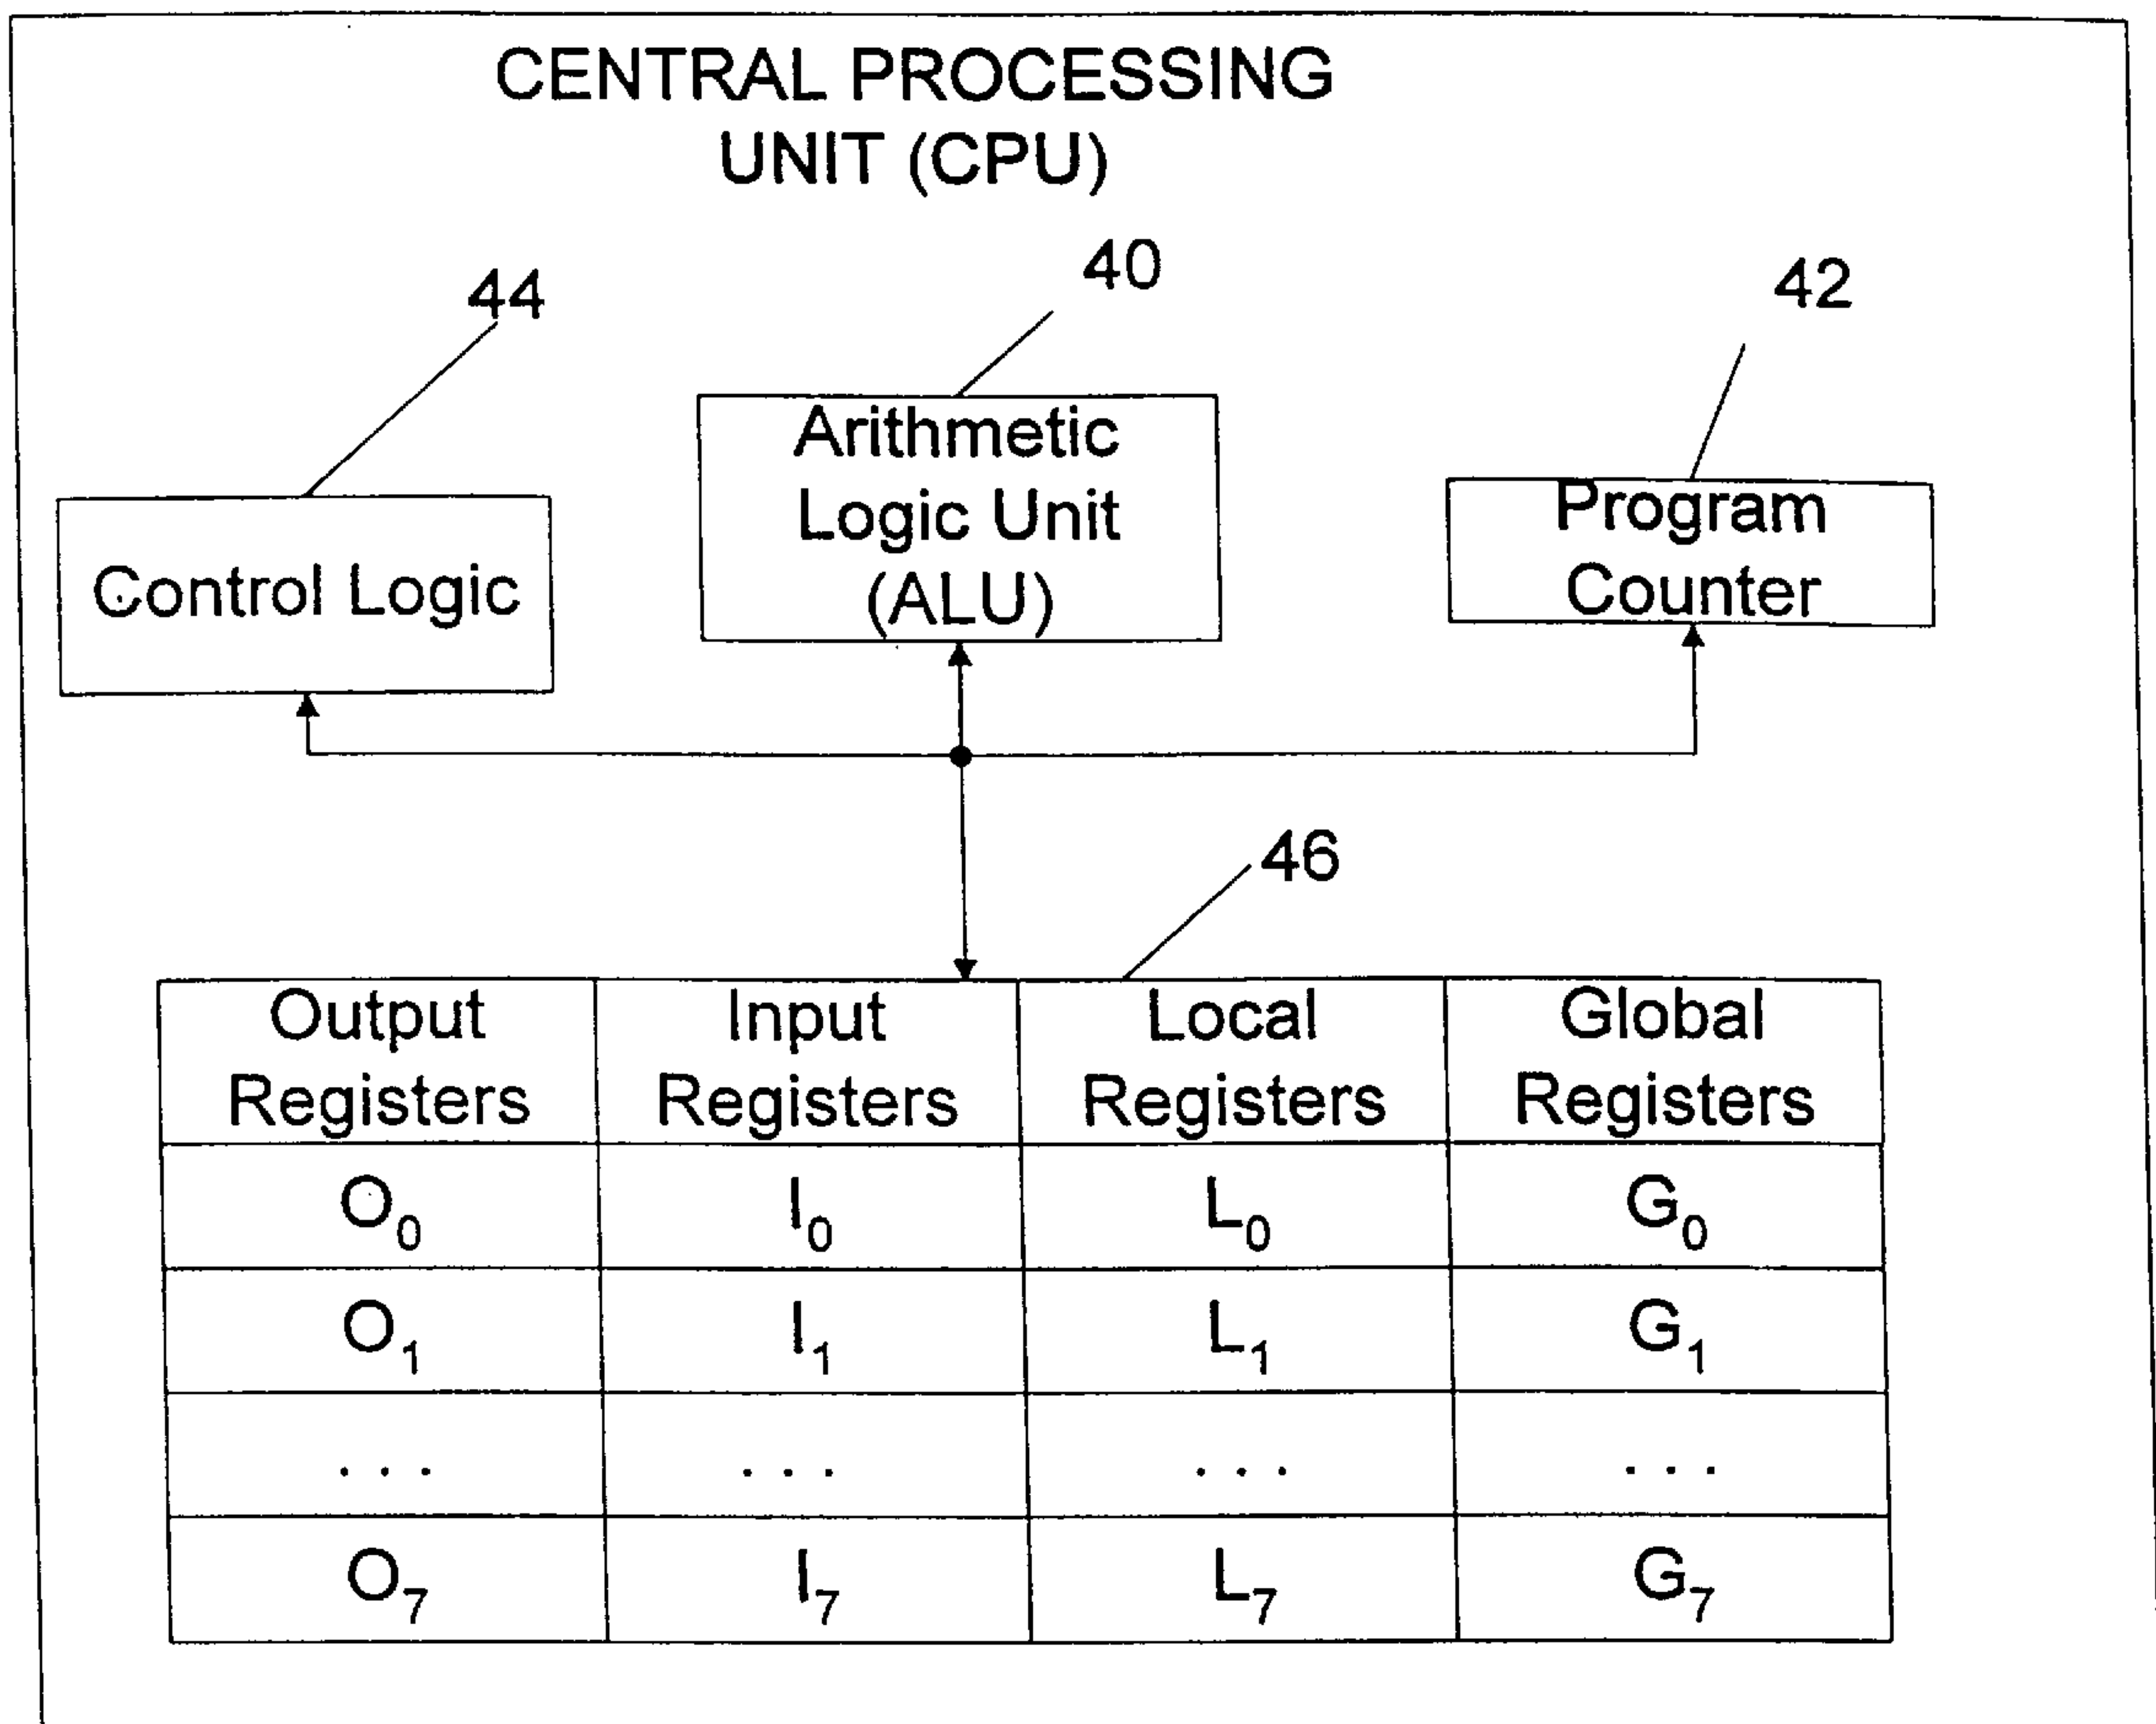 CENTRAL PROCESSING
UNIT (CPU)
44
40
42
Control Logic
Arithmetic
Logic Unit
(ALU)
Program
Counter
46
Output
Registers
Input
Registers
Local
Registers
Global
Registers
O₀ I₀ L₀ G₀
O₁ I₁ L₁ G₁
. . . . . . . . . . . .
O₇ I₇ L₇ G₇